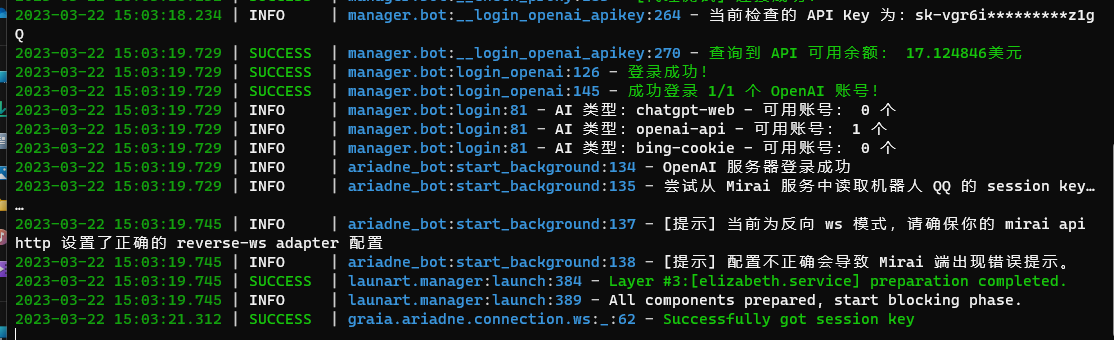 2023-03-22 15:03:18.234 | INFO | manager.bot:__login_openai_apikey:264 - 当前检查的 API Key 为: sk-vgr6i*********z1g
Q
2023-03-22 15:03:19.729 | SUCCESS | manager.bot:__login_openai_apikey:270 - 查询到 API 可用余额: 17.124846美元
2023-03-22 15:03:19.729 | SUCCESS | manager.bot:login_openai:126 - 登录成功!
2023-03-22 15:03:19.729 | SUCCESS | manager.bot:login_openai:145 - 成功登录 1/1 个 OpenAI 账号!
2023-03-22 15:03:19.729 | INFO | manager.bot:login:81 - AI 类型: chatgpt-web - 可用账号: 0 个
2023-03-22 15:03:19.729 | INFO | manager.bot:login:81 - AI 类型: openai-api - 可用账号: 1 个
2023-03-22 15:03:19.729 | INFO | manager.bot:login:81 - AI 类型: bing-cookie - 可用账号: 0 个
2023-03-22 15:03:19.729 | INFO | ariadne_bot:start_background:134 - OpenAI 服务器登录成功
2023-03-22 15:03:19.729 | INFO | ariadne_bot:start_background:135 - 尝试从 Mirai 服务中读取机器人 QQ 的 session key…
…
2023-03-22 15:03:19.745 | INFO | ariadne_bot:start_background:137 - [提示] 当前为反向 ws 模式,请确保你的 mirai api
http 设置了正确的 reverse-ws adapter 配置
2023-03-22 15:03:19.745 | INFO | ariadne_bot:start_background:138 - [提示] 配置不正确会导致 Mirai 端出现错误提示。
2023-03-22 15:03:19.745 | SUCCESS | launart.manager:launch:384 - Layer #3:[elizabeth.service] preparation completed.
2023-03-22 15:03:19.745 | INFO | launart.manager:launch:389 - All components prepared, start blocking phase.
2023-03-22 15:03:21.312 | SUCCESS | graia.ariadne.connection.ws:_:62 - Successfully got session key